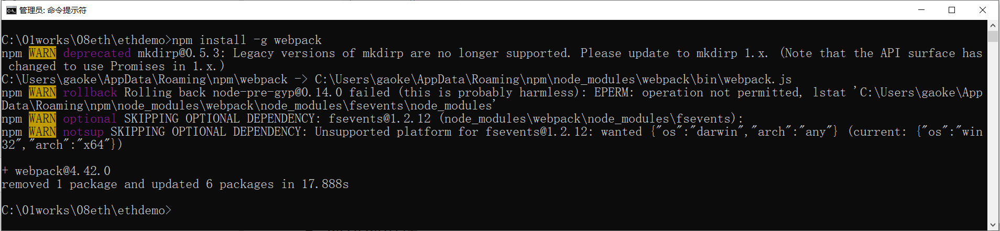 管理员: 命令提示符
C:\01works\08eth\ethdemo>npm install -g webpack
npm WARN deprecated mkdirp@0.5.3: Legacy versions of mkdirp are no longer supported. Please update to mkdirp 1.x. (Note that the API surface has
 changed to use Promises in 1.x.)
C:\Users\gaoke\AppData\Roaming\npm\webpack -> C:\Users\gaoke\AppData\Roaming\npm\node_modules\webpack\bin\webpack.js
npm WARN rollback Rolling back node-pre-gyp@0.14.0 failed (this is probably harmless): EPERM: operation not permitted, lstat 'C:\Users\gaoke\App
Data\Roaming\npm\node_modules\webpack\node_modules\fsevents\node_modules'
npm WARN optional SKIPPING OPTIONAL DEPENDENCY: fsevents@1.2.12 (node_modules\webpack\node_modules\fsevents):
npm WARN notsup SKIPPING OPTIONAL DEPENDENCY: Unsupported platform for fsevents@1.2.12: wanted {"os":"darwin","arch":"any"} (current: {"os":"win
32","arch":"x64"})
+ webpack@4.42.0
removed 1 package and updated 6 packages in 17.888s
C:\01works\08eth\ethdemo>